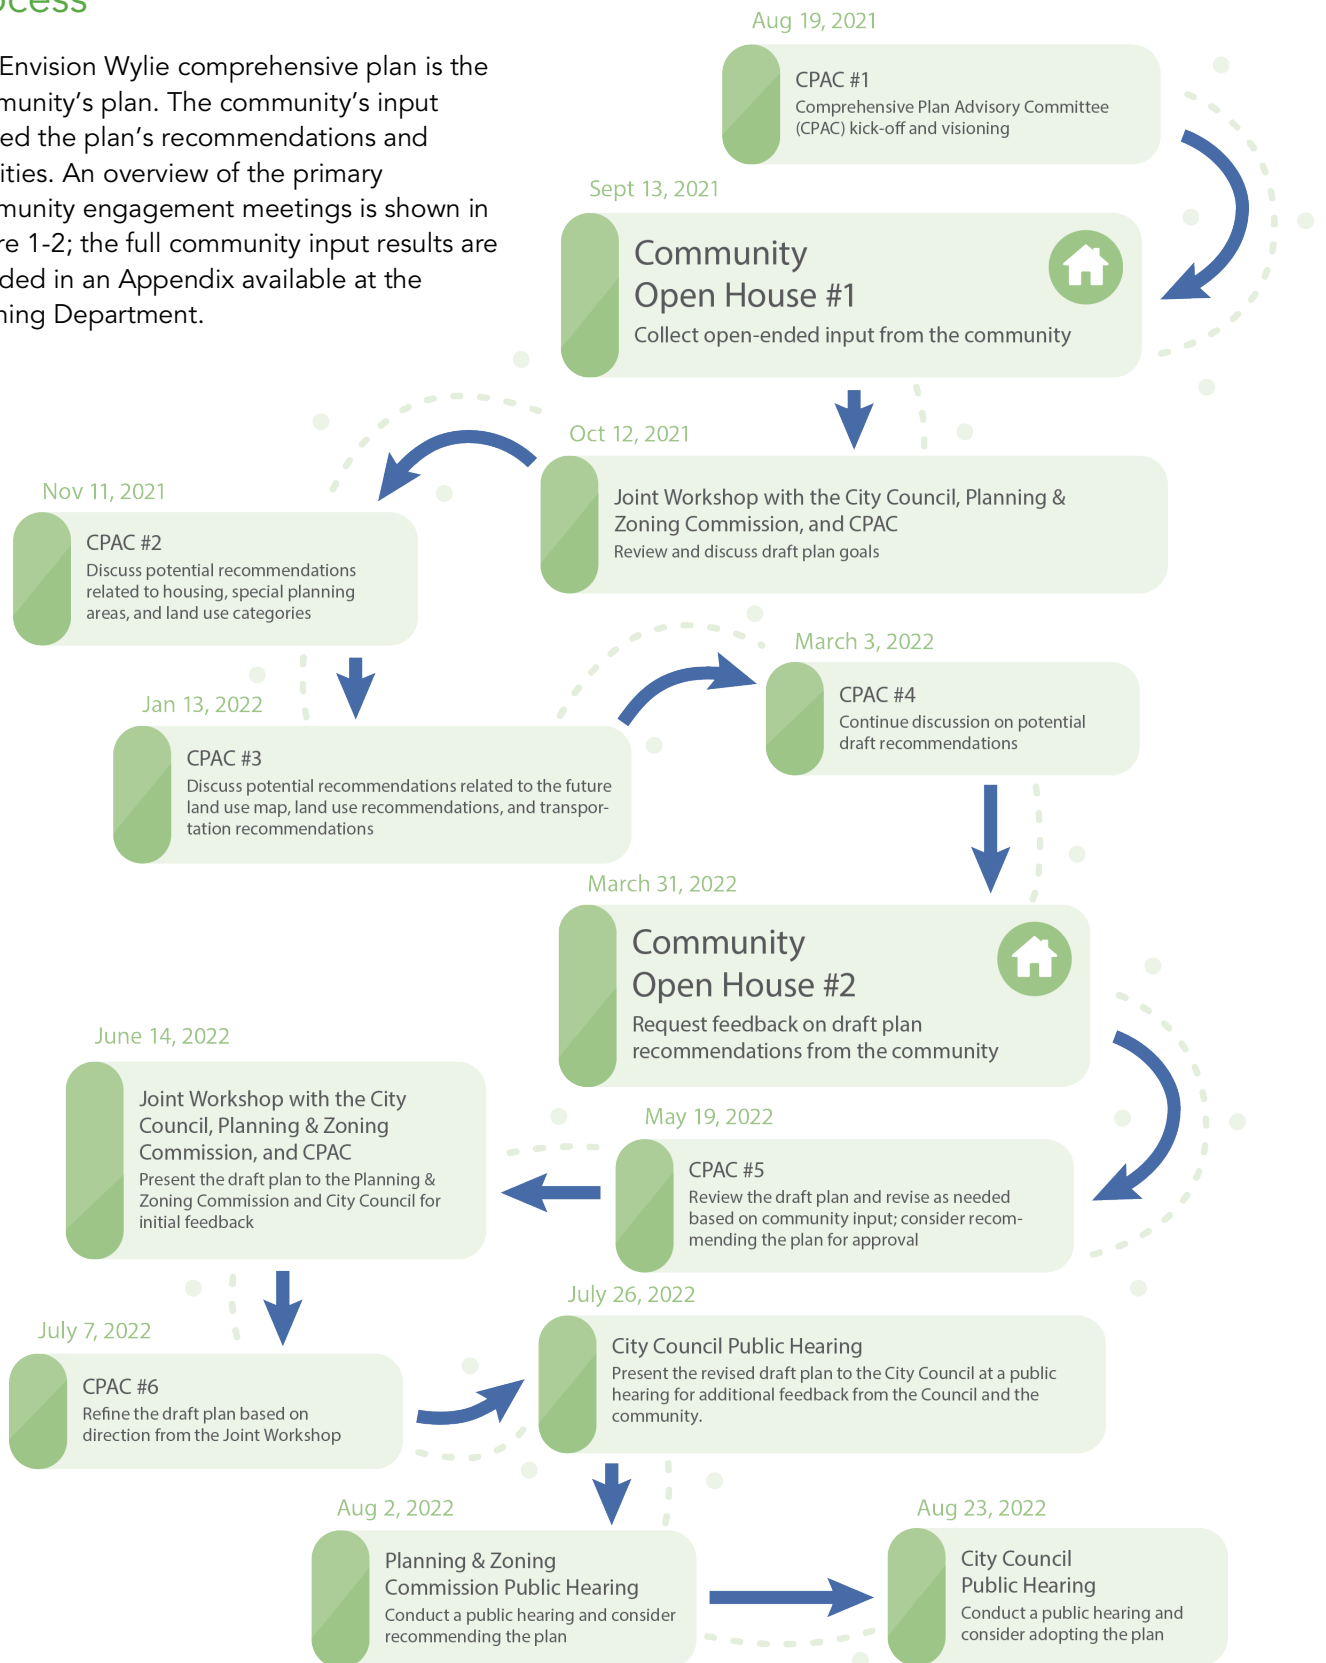 ocess
Envision Wylie comprehensive plan is the
munity's plan. The community's input
ed the plan's recommendations and
ities. An overview of the primary
munity engagement meetings is shown in
re 1-2; the full community input results are
ded in an Appendix available at the
ning Department.
Aug 19, 2021
CPAC #1
Comprehensive Plan Advisory Committee
(CPAC) kick-off and visioning
Sept 13, 2021
Community
Open House #1
Collect open-ended input from the community
Oct 12, 2021
Joint Workshop with the City Council, Planning &
Zoning Commission, and CPAC
Review and discuss draft plan goals
Nov 11, 2021
CPAC #2
Discuss potential recommendations
related to housing, special planning
areas, and land use categories
Jan 13, 2022
CPAC #3
Discuss potential recommendations related to the future
land use map, land use recommendations, and transpor-
tation recommendations
March 3, 2022
CPAC #4
Continue discussion on potential
draft recommendations
March 31, 2022
Community
Open House #2
Request feedback on draft plan
recommendations from the community
May 19, 2022
CPAC #5
Review the draft plan and revise as needed
based on community input; consider recom-
mending the plan for approval
June 14, 2022
Joint Workshop with the City
Council, Planning & Zoning
Commission, and CPAC
Present the draft plan to the Planning &
Zoning Commission and City Council for
initial feedback
July 7, 2022
CPAC #6
Refine the draft plan based on
direction from the Joint Workshop
July 26, 2022
City Council Public Hearing
Present the revised draft plan to the City Council at a public
hearing for additional feedback from the Council and the
community.
Aug 2, 2022
Planning & Zoning
Commission Public Hearing
Conduct a public hearing and consider
recommending the plan
Aug 23, 2022
City Council
Public Hearing
Conduct a public hearing and
consider adopting the plan